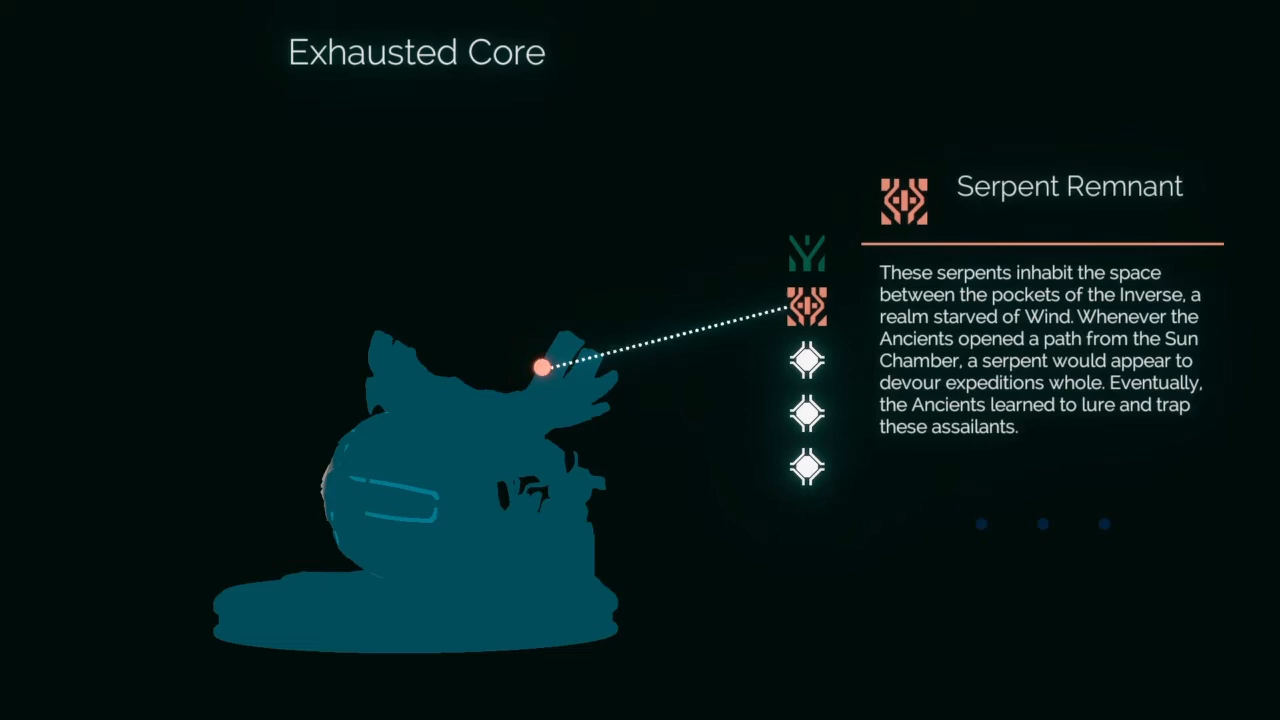 Exhausted Core
Serpent Remnant
These serpents inhabit the space
between the pockets of the Inverse, a
realm starved of Wind. Whenever the
Ancients opened a path from the Sun
Chamber, a serpent would appear to
devour expeditions whole. Eventually,
the Ancients learned to lure and trap
these assailants.